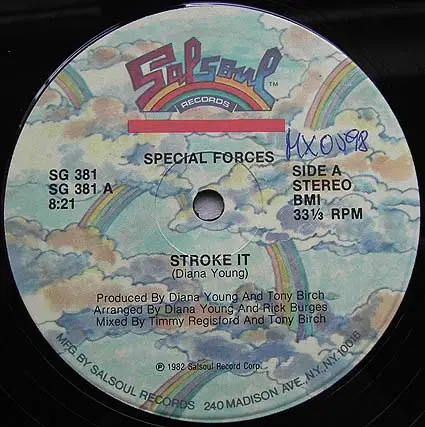 Salsoul™
RECORDS
SPECIAL FORCES
MXOV98
SG 381
SG 381 A
8:21
SIDE A
STEREO
BMI
33⅓ RPM
STROKE IT
(Diana Young)
Produced By Diana Young And Tony Birch
Arranged By Diana Young And Rick Burges
Mixed By Timmy Regisford And Tony Birch
℗ 1982 Salsoul Record Corp.
MFG BY SALSOUL RECORDS 240 MADISON AVE., N.Y., N.Y. 10016